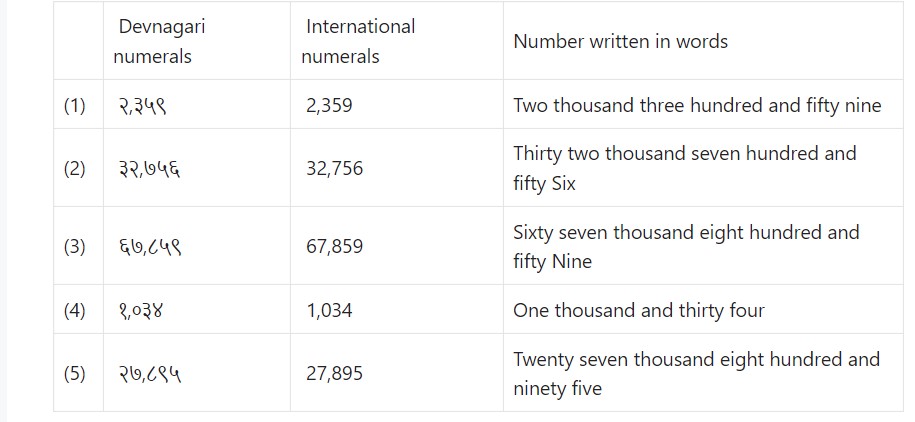 Devnagari numerals	International numerals	Number written in words
(1)	२,३५९	2,359	Two thousand three hundred and fifty nine
(2)	३२,७५६	32,756	Thirty two thousand seven hundred and
fifty Six
(3)	६७,८५९	67,859	Sixty seven thousand eight hundred and
fifty Nine
(4)	१,०३४	1,034	One thousand and thirty four
(5)	२७,८९५	27,895	Twenty seven thousand eight hundred and
ninety five